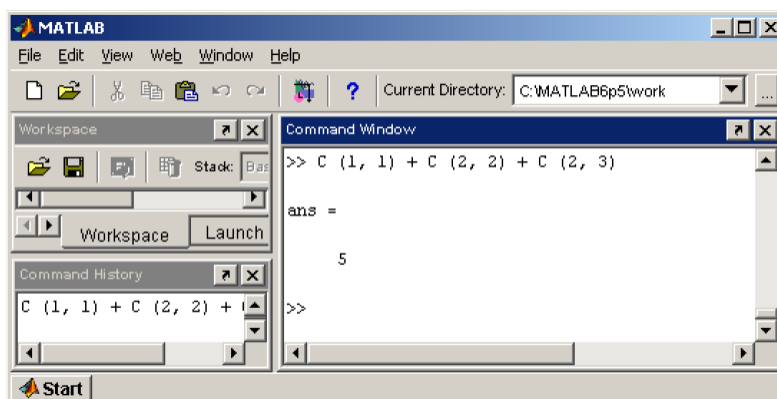 MATLAB
File Edit View Web Window Help
? Current Directory: C:\MATLAB6p5\work ...
Workspace
Stack: Bas
Workspace Launch
Command History
C (1, 1) + C (2, 2) +
Command Window
>> C (1, 1) + C (2, 2) + C (2, 3)
ans =
5
>>
Start